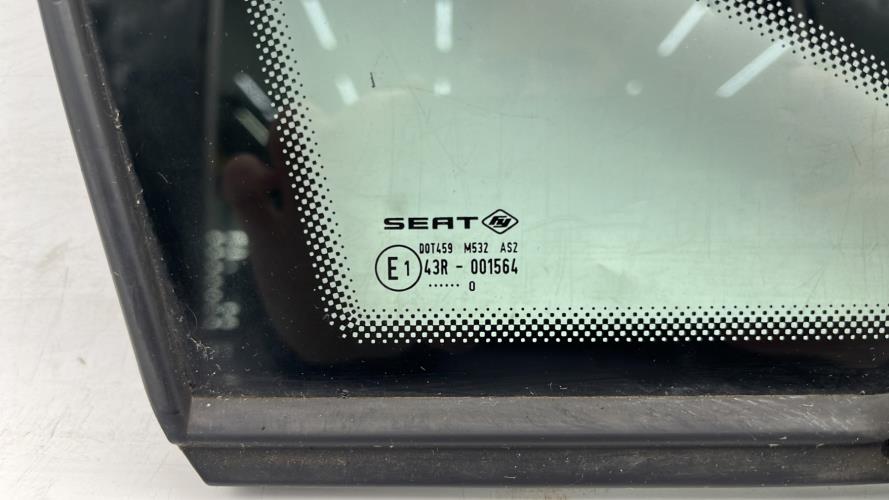 SEAT
DOT459 M532 AS2
E1 43R - 001564
...... 0